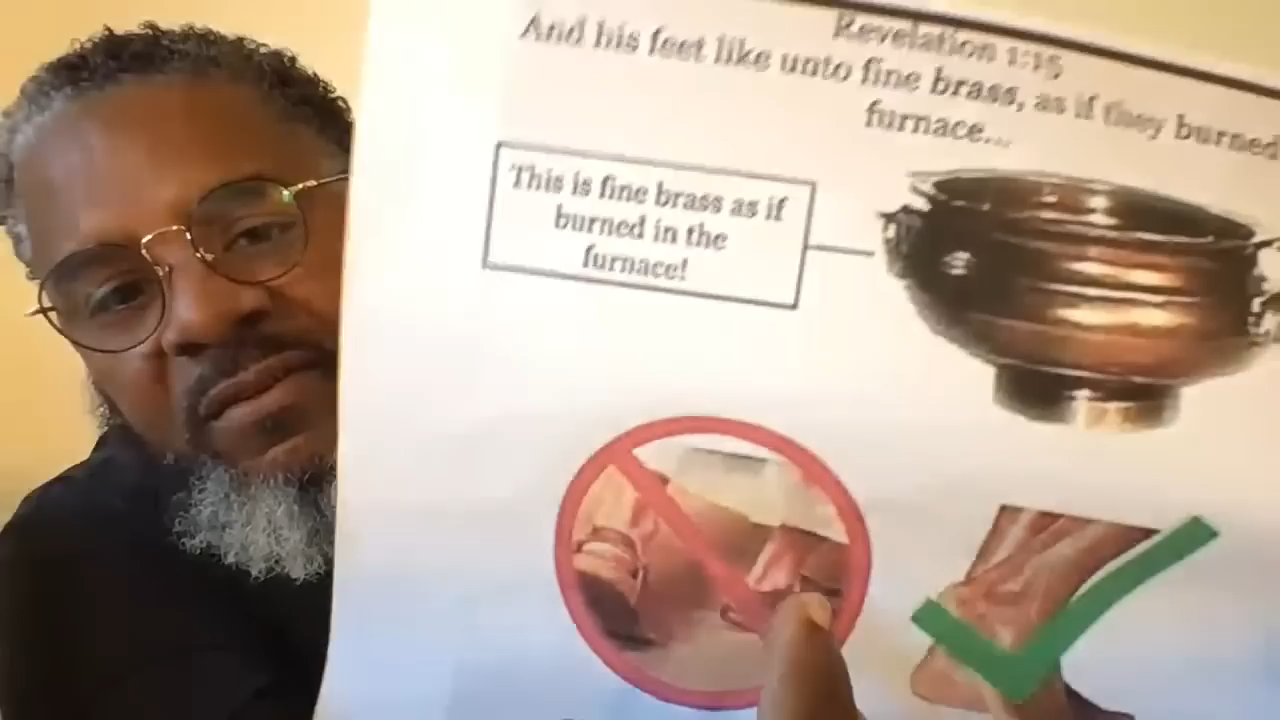 Revelation 1:15
And his feet like unto fine brass, as if they burned
furnace...
This is fine brass as if
burned in the
furnace!